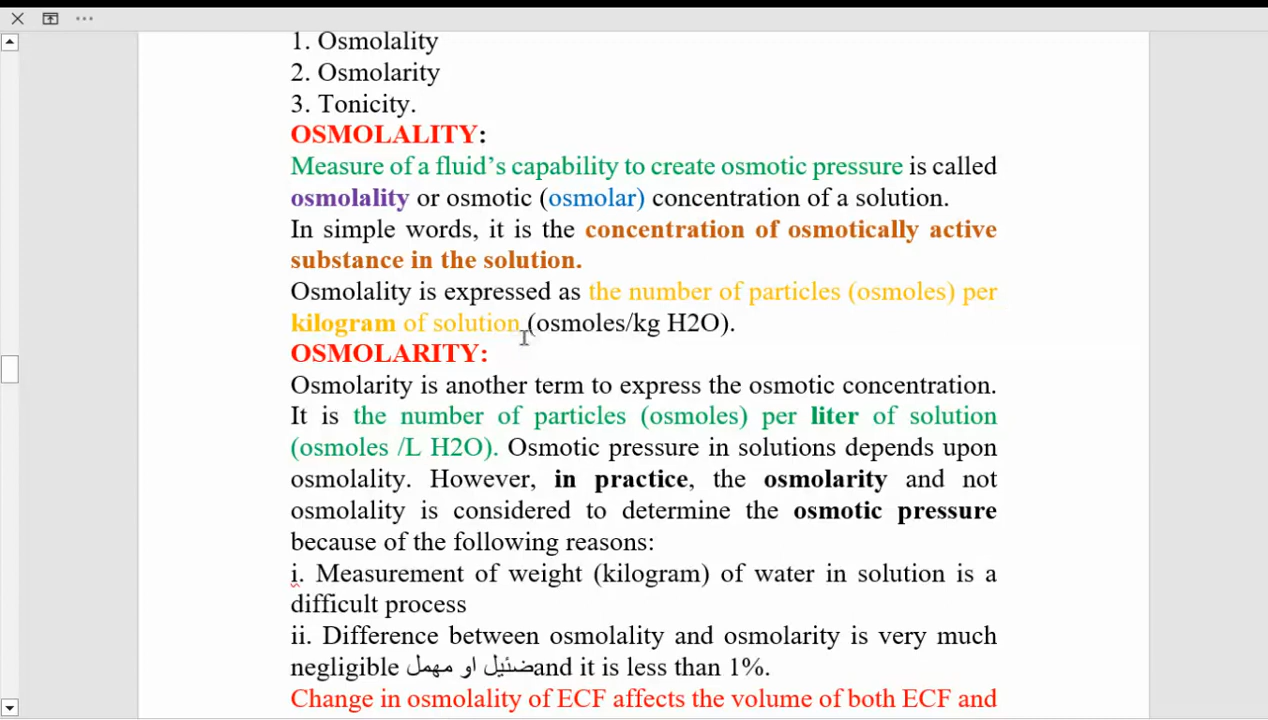 1. Osmolality
2. Osmolarity
3. Tonicity.
OSMOLALITY:
Measure of a fluid’s capability to create osmotic pressure is called
osmolality or osmotic (osmolar) concentration of a solution.
In simple words, it is the concentration of osmotically active
substance in the solution.
Osmolality is expressed as the number of particles (osmoles) per
kilogram of solution (osmoles/kg H2O).
OSMOLARITY:
Osmolarity is another term to express the osmotic concentration.
It is the number of particles (osmoles) per liter of solution
(osmoles /L H2O). Osmotic pressure in solutions depends upon
osmolality. However, in practice, the osmolarity and not
osmolality is considered to determine the osmotic pressure
because of the following reasons:
i. Measurement of weight (kilogram) of water in solution is a
difficult process
ii. Difference between osmolality and osmolarity is very much
negligible ضئيل او مهمل and it is less than 1%.
Change in osmolality of ECF affects the volume of both ECF and